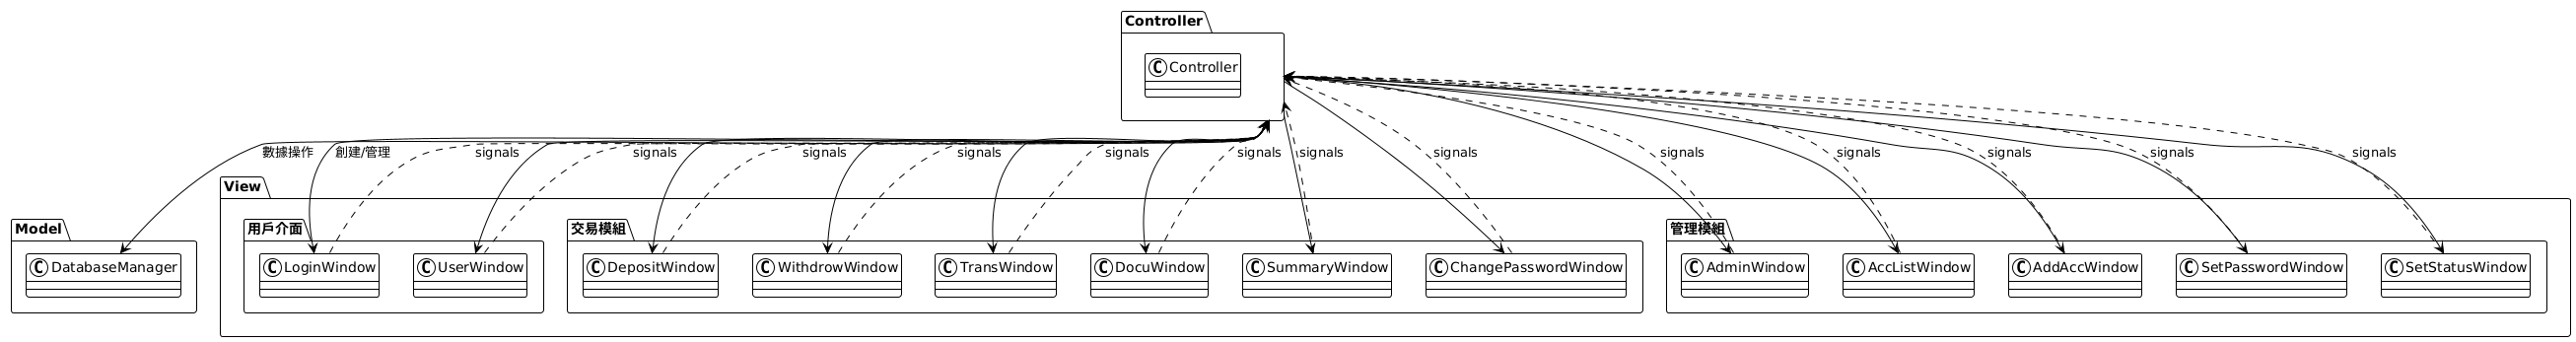 Controller
C Controller
數據操作
創建/管理
signals
signals
signals
signals
signals
signals
signals
signals
signals
signals
signals
signals
signals
View
Model
用戶介面
交易模組
管理模組
C DatabaseManager
C LoginWindow
C UserWindow
C DepositWindow
C WithdrowWindow
C TransWindow
C DocuWindow
C SummaryWindow
C ChangePasswordWindow
C AdminWindow
C AccListWindow
C AddAccWindow
C SetPasswordWindow
C SetStatusWindow